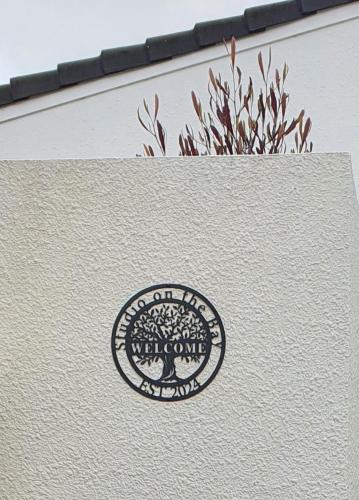 Studio on the Bay
WELCOME
EST 2024